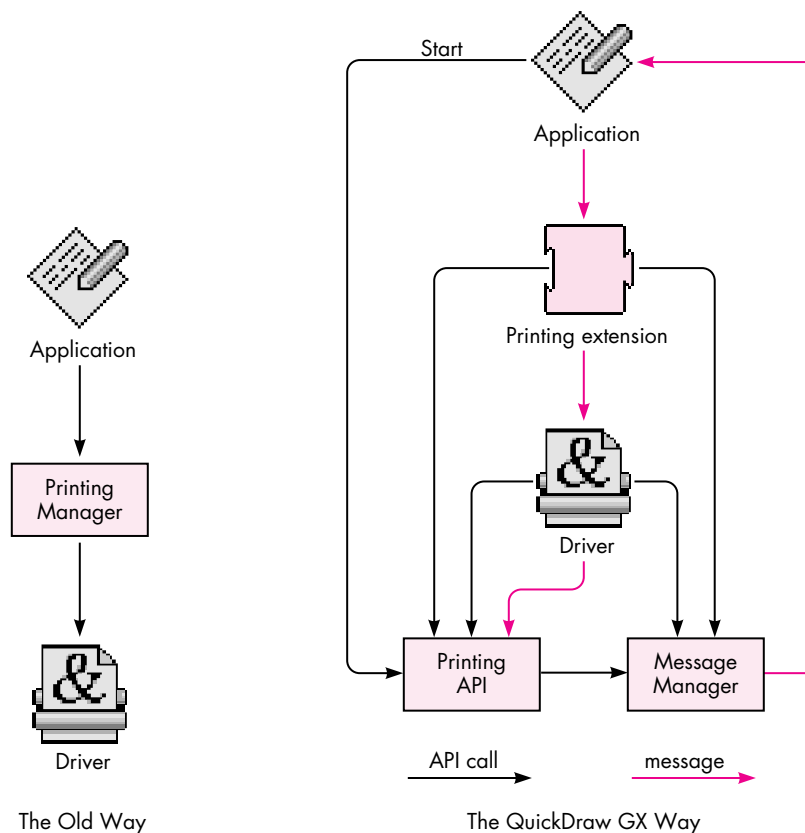 Application
Printing
Manager
&
Driver
The Old Way
Start
Application
Printing extension
&
Driver
Printing
API
Message
Manager
API call
message
The QuickDraw GX Way